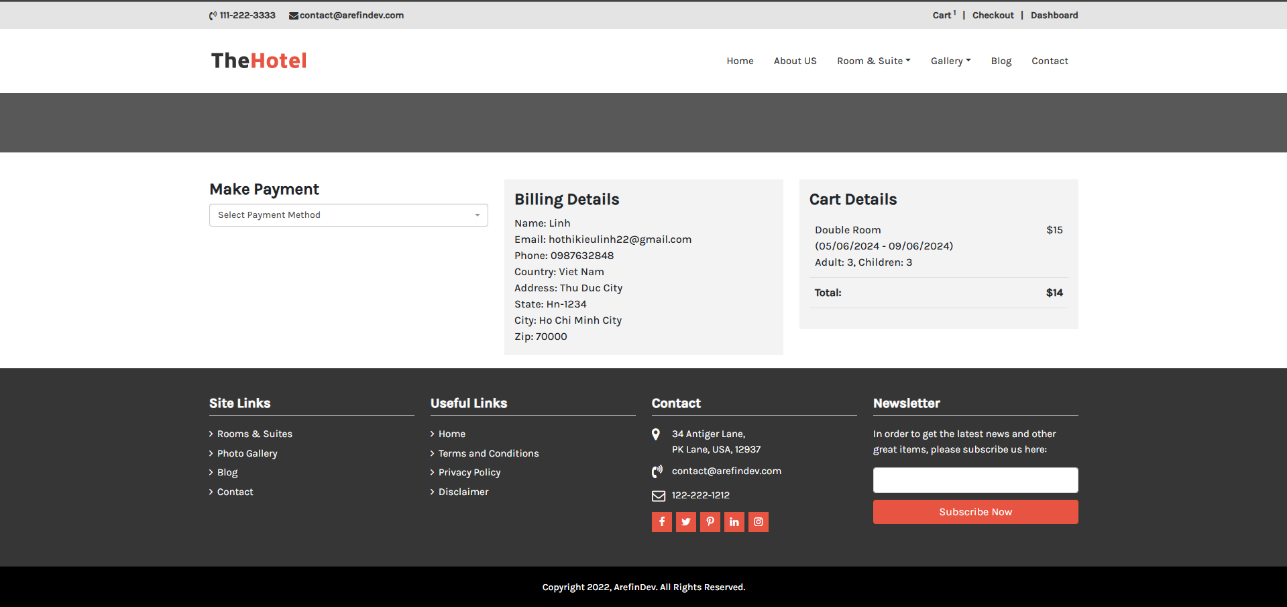 111-222-3333 contact@arefindev.com
Cart 1 | Checkout | Dashboard
TheHotel
Home About US Room & Suite Gallery Blog Contact
Make Payment
Select Payment Method
Billing Details
Name: Linh
Email: hothikieulinh22@gmail.com
Phone: 0987632848
Country: Viet Nam
Address: Thu Duc City
State: Hn-1234
City: Ho Chi Minh City
Zip: 70000
Cart Details
Double Room $15
(05/06/2024 - 09/06/2024)
Adult: 3, Children: 3
Total: $14
Site Links
Rooms & Suites
Photo Gallery
Blog
Contact
Useful Links
Home
Terms and Conditions
Privacy Policy
Disclaimer
Contact
34 Antiger Lane,
PK Lane, USA, 12937
contact@arefindev.com
122-222-1212
Newsletter
In order to get the latest news and other
great items, please subscribe us here:
Subscribe Now
Copyright 2022, ArefinDev. All Rights Reserved.